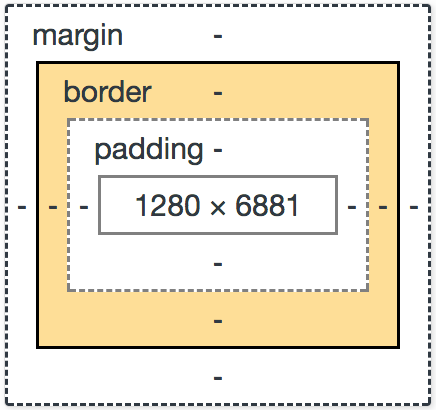 margin -
border -
padding -
- - - 1280 × 6881 - - -
-
-
-